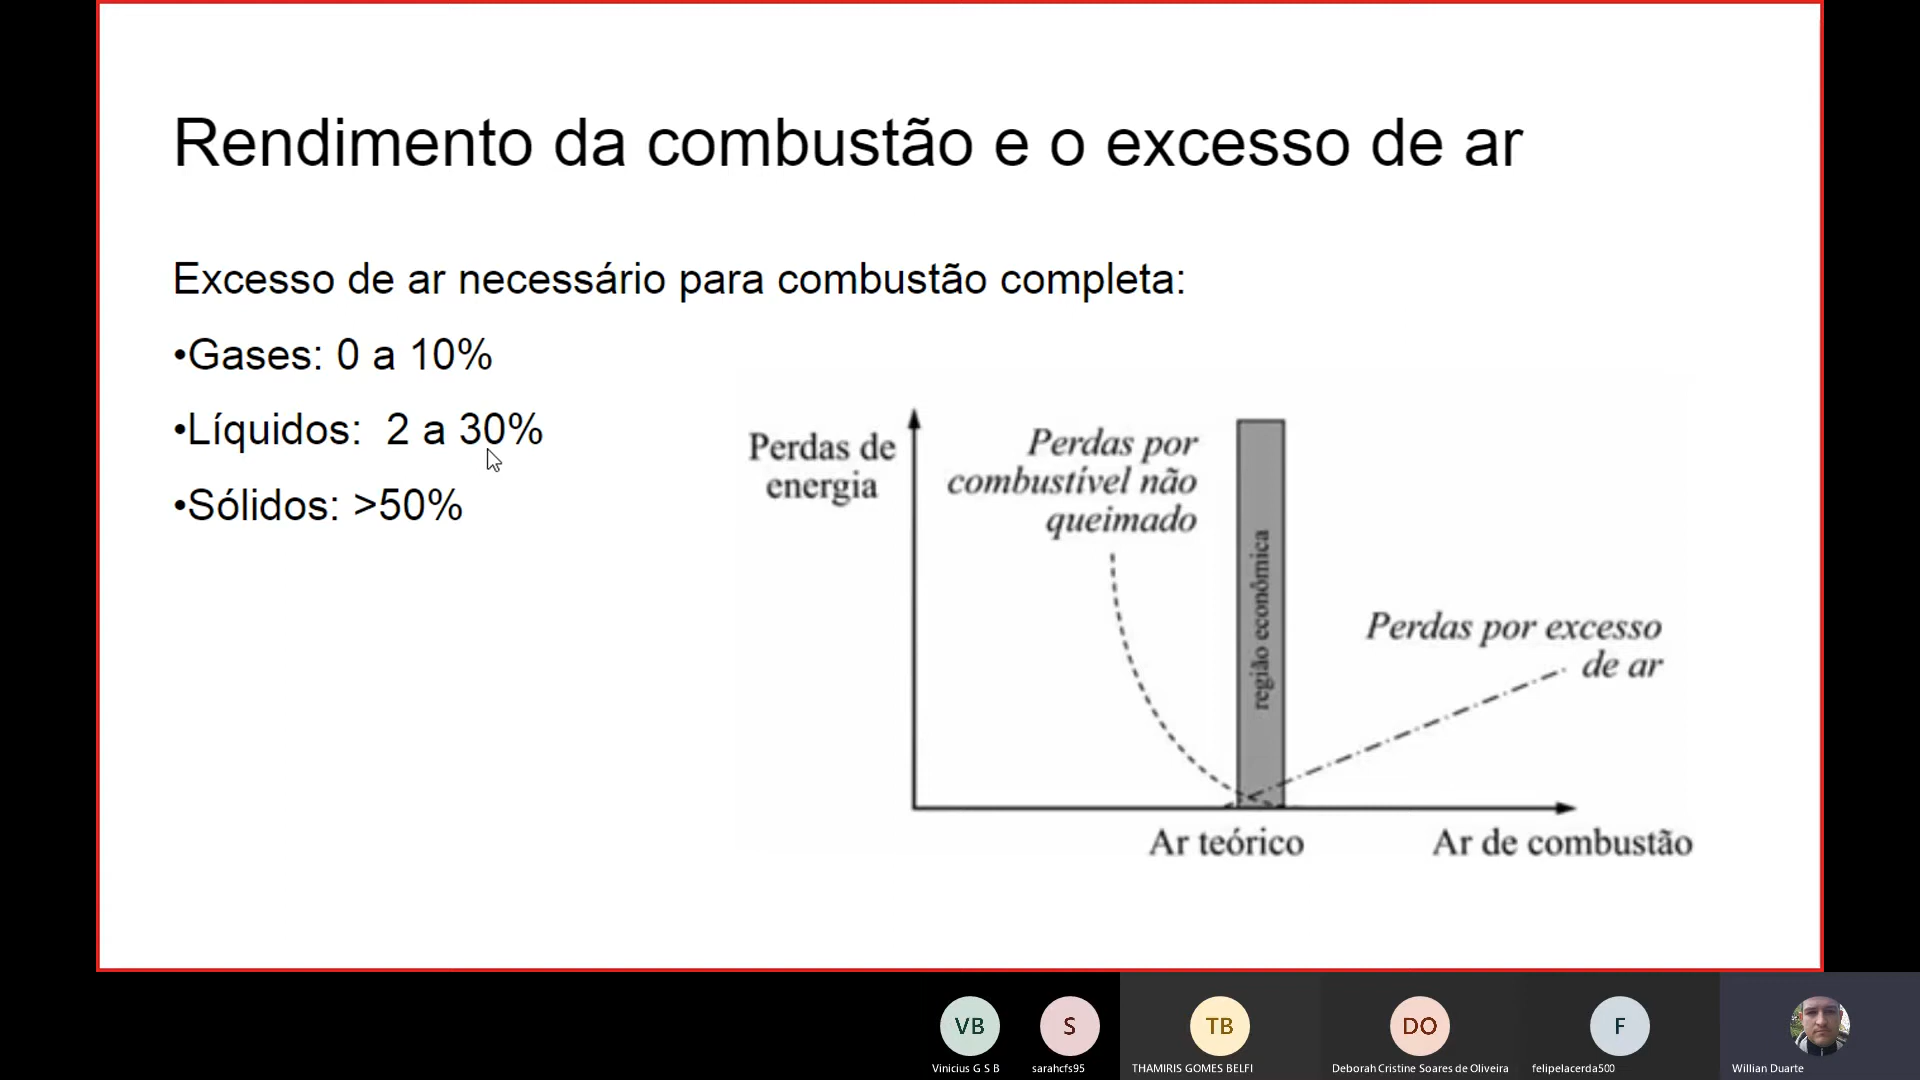 Rendimento da combustão e o excesso de ar
Excesso de ar necessário para combustão completa:
•Gases: 0 a 10%
•Líquidos:  2 a 30%
•Sólidos: >50%
Perdas de
energia
Perdas por
combustível não
queimado
região econômica
Perdas por excesso
de ar
Ar teórico
Ar de combustão
VB
S
TB
DO
F
Vinicius G S B
sarahcfs95
THAMIRIS GOMES BELFI
Deborah Cristine Soares de Oliveira
felipelacerda500
Willian Duarte